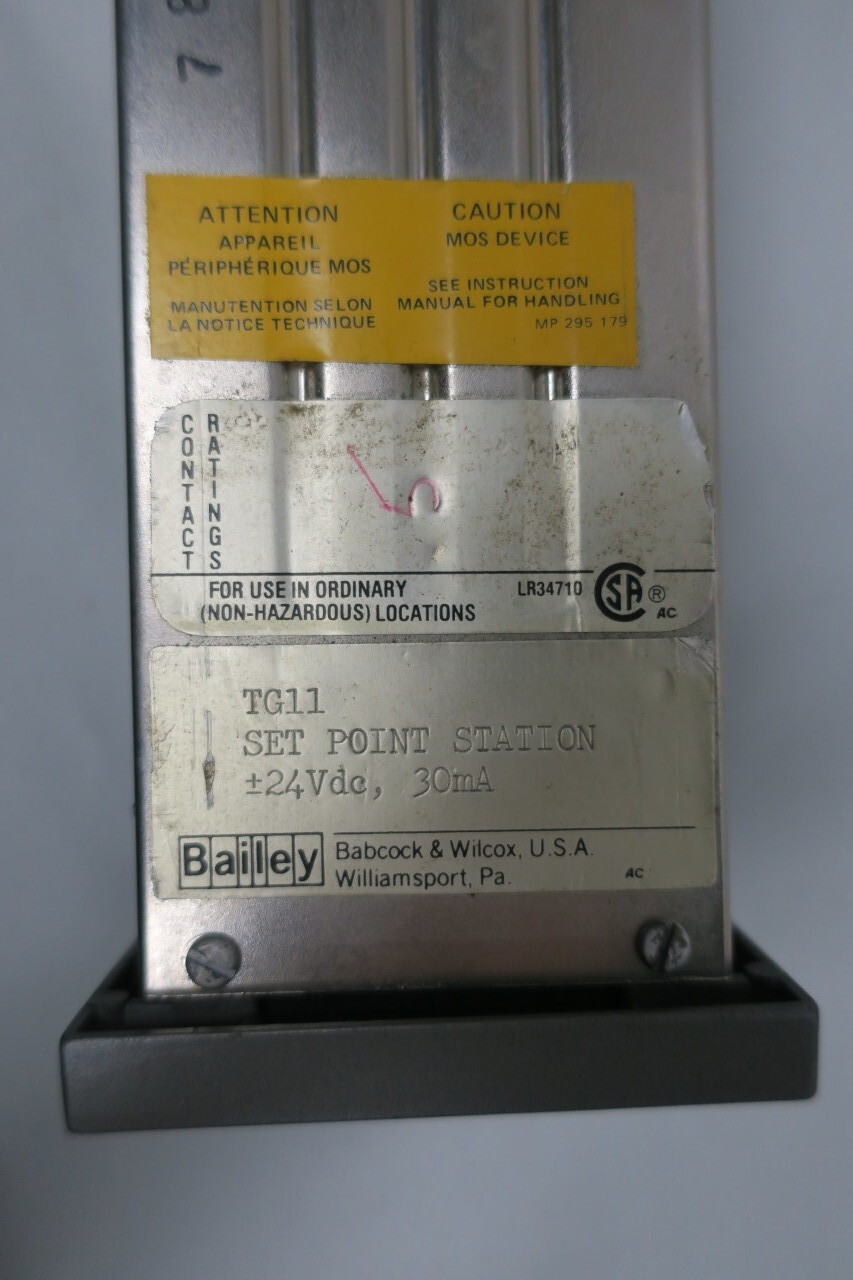 78
ATTENTION
APPAREIL
PÉRIPHÉRIQUE MOS
MANUTENTION SELON
LA NOTICE TECHNIQUE
CAUTION
MOS DEVICE
SEE INSTRUCTION
MANUAL FOR HANDLING
MP 295 179
CONTACT
RATINGS
FOR USE IN ORDINARY
(NON-HAZARDOUS) LOCATIONS
LR34710
SA®
AC
TG11
SET POINT STATION
±24Vdc, 30mA
Bailey
Babcock & Wilcox, U.S.A.
Williamsport, Pa.
AC